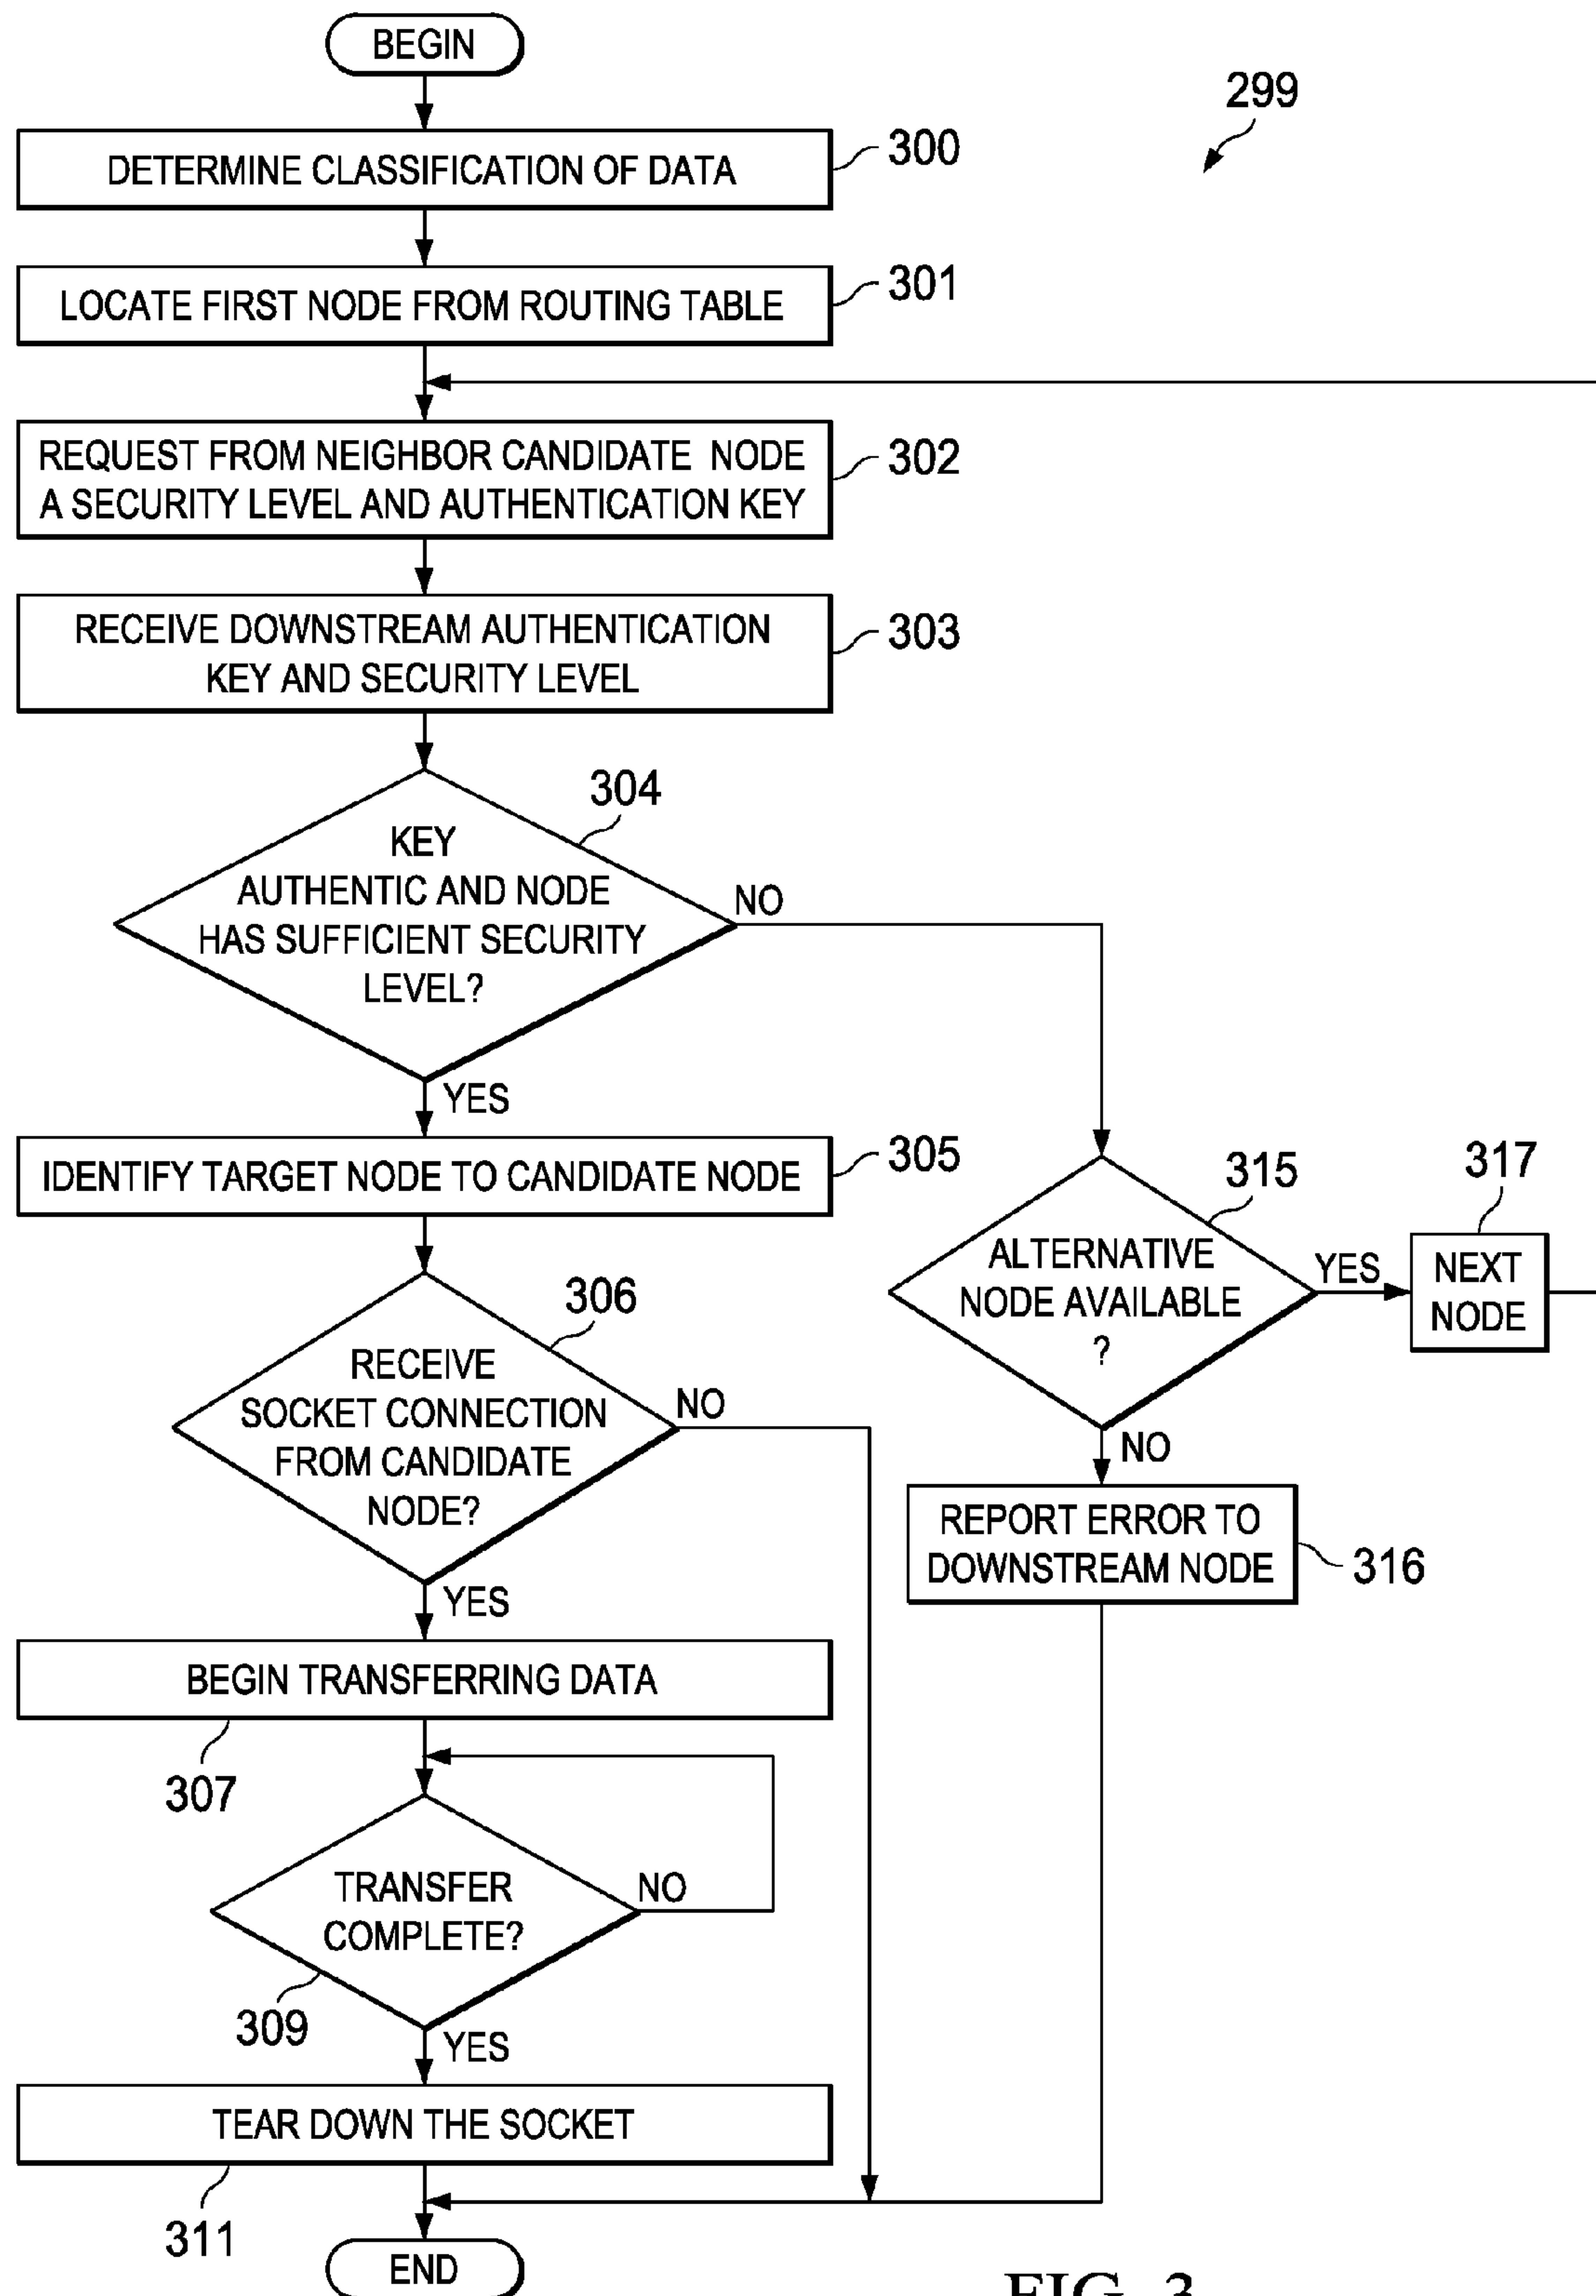 BEGIN
299
DETERMINE CLASSIFICATION OF DATA
300
LOCATE FIRST NODE FROM ROUTING TABLE
301
REQUEST FROM NEIGHBOR CANDIDATE NODE
A SECURITY LEVEL AND AUTHENTICATION KEY
302
RECEIVE DOWNSTREAM AUTHENTICATION
KEY AND SECURITY LEVEL
303
304
KEY
AUTHENTIC AND NODE
HAS SUFFICIENT SECURITY
LEVEL?
NO
YES
IDENTIFY TARGET NODE TO CANDIDATE NODE
305
315
ALTERNATIVE
NODE AVAILABLE
?
YES
317
NEXT
NODE
NO
REPORT ERROR TO
DOWNSTREAM NODE
316
306
RECEIVE
SOCKET CONNECTION
FROM CANDIDATE
NODE?
NO
YES
BEGIN TRANSFERRING DATA
307
TRANSFER
COMPLETE?
NO
309
YES
TEAR DOWN THE SOCKET
311
END
FIG. 3